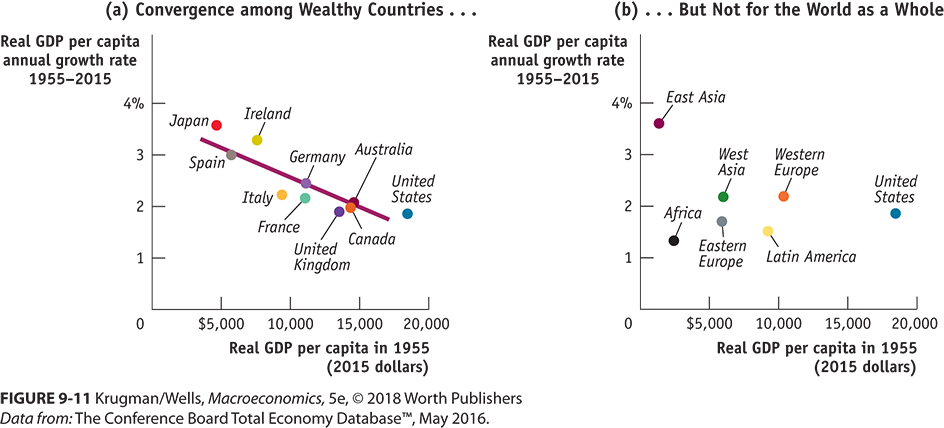 (a) Convergence among Wealthy Countries . . .
Real GDP per capita
annual growth rate
1955–2015
4%
3
2
1
0
$5,000
10,000
15,000
20,000
Japan
Ireland
Spain
Germany
Australia
Italy
France
United
Kingdom
Canada
United
States
Real GDP per capita in 1955
(2015 dollars)
(b) . . . But Not for the World as a Whole
Real GDP per capita
annual growth rate
1955–2015
4%
3
2
1
0
$5,000
10,000
15,000
20,000
East Asia
West
Asia
Western
Europe
United
States
Africa
Eastern
Europe
Latin America
Real GDP per capita in 1955
(2015 dollars)
FIGURE 9-11 Krugman/Wells, Macroeconomics, 5e, © 2018 Worth Publishers
Data from: The Conference Board Total Economy Database™, May 2016.